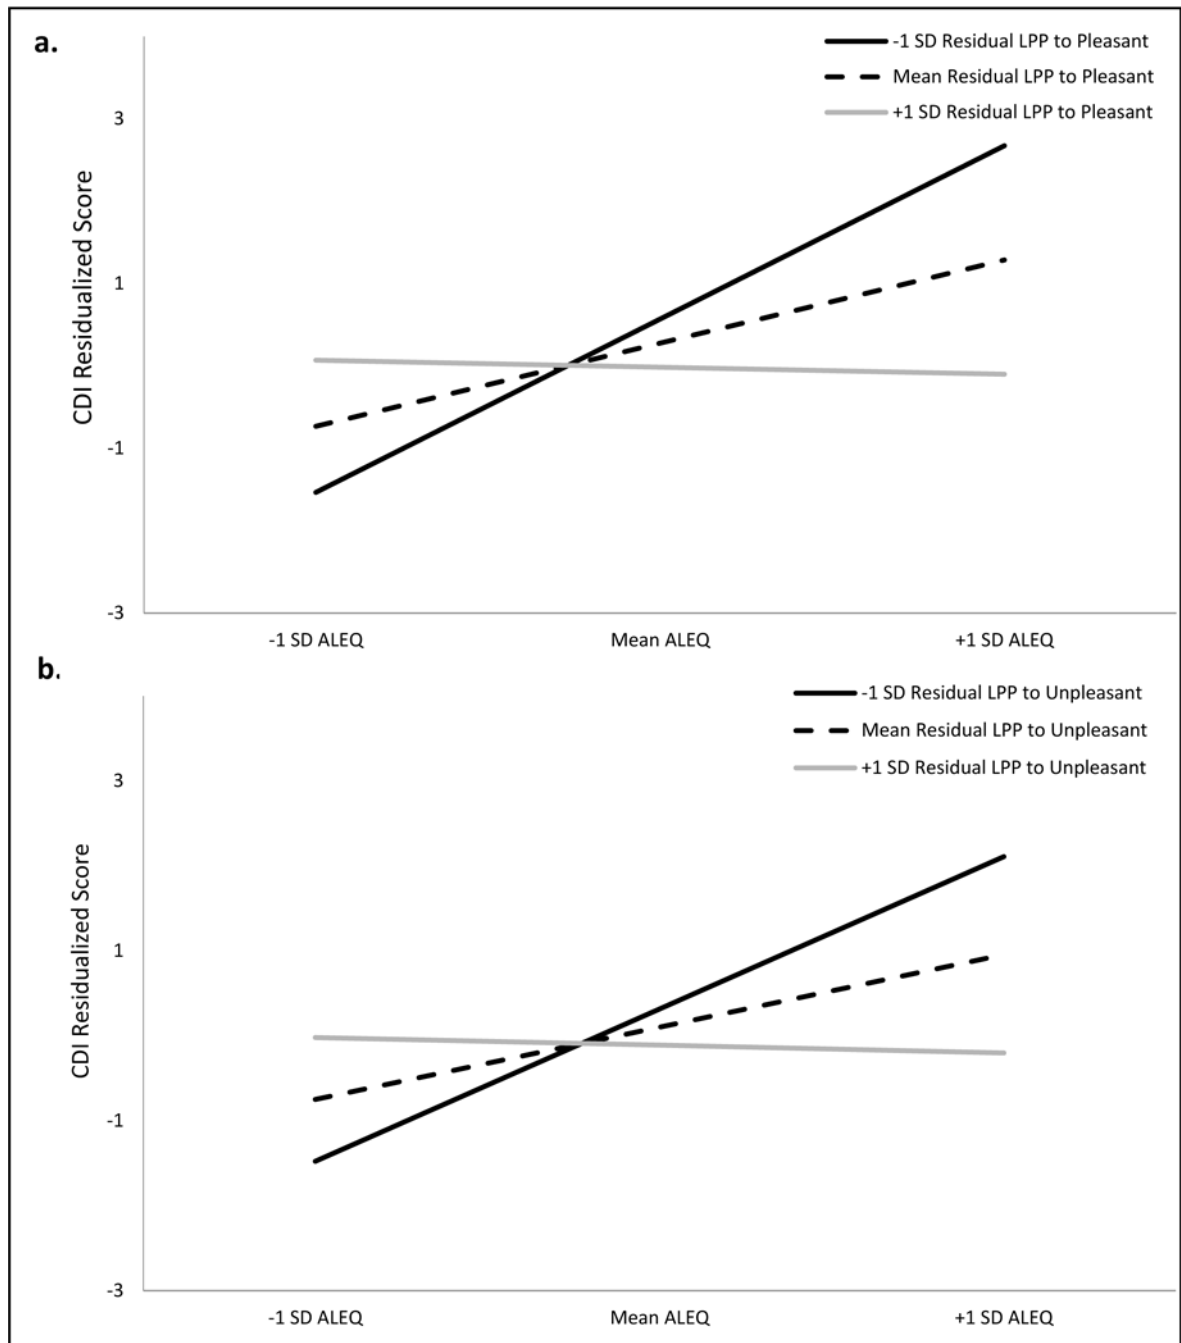 a.
-1 SD Residual LPP to Pleasant
Mean Residual LPP to Pleasant
+1 SD Residual LPP to Pleasant
3
1
-1
-3
CDI Residualized Score
-1 SD ALEQ Mean ALEQ +1 SD ALEQ
b.
-1 SD Residual LPP to Unpleasant
Mean Residual LPP to Unpleasant
+1 SD Residual LPP to Unpleasant
3
1
-1
-3
CDI Residualized Score
-1 SD ALEQ Mean ALEQ +1 SD ALEQ